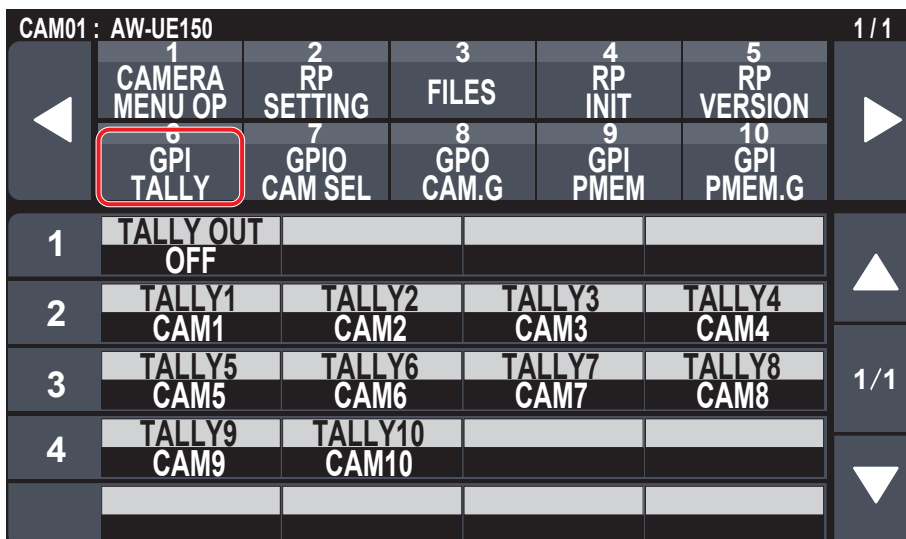 CAM01 : AW-UE150 1 / 1
1 2 3 4 5
CAMERA MENU OP RP SETTING FILES RP INIT RP VERSION
6 7 8 9 10
GPI TALLY GPIO CAM SEL GPO CAM.G GPI PMEM GPI PMEM.G
1 TALLY OUT
OFF
2 TALLY1 TALLY2 TALLY3 TALLY4
CAM1 CAM2 CAM3 CAM4
3 TALLY5 TALLY6 TALLY7 TALLY8 1/1
CAM5 CAM6 CAM7 CAM8
4 TALLY9 TALLY10
CAM9 CAM10